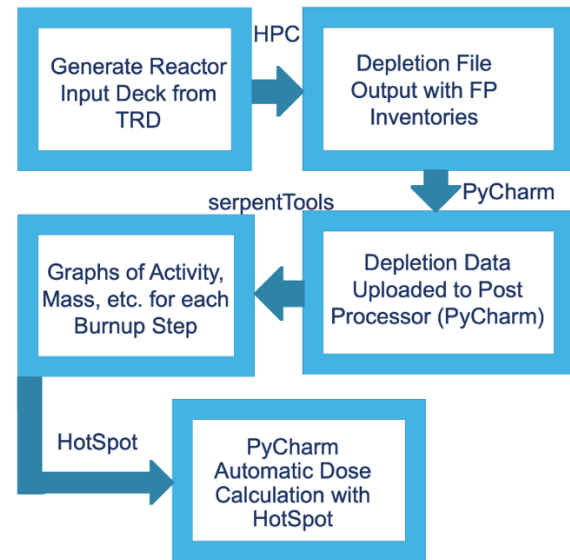 HPC
Generate Reactor
Input Deck from
TRD
Depletion File
Output with FP
Inventories
PyCharm
serpentTools
Depletion Data
Uploaded to Post
Processor (PyCharm)
Graphs of Activity,
Mass, etc. for each
Burnup Step
HotSpot
PyCharm
Automatic Dose
Calculation with
HotSpot